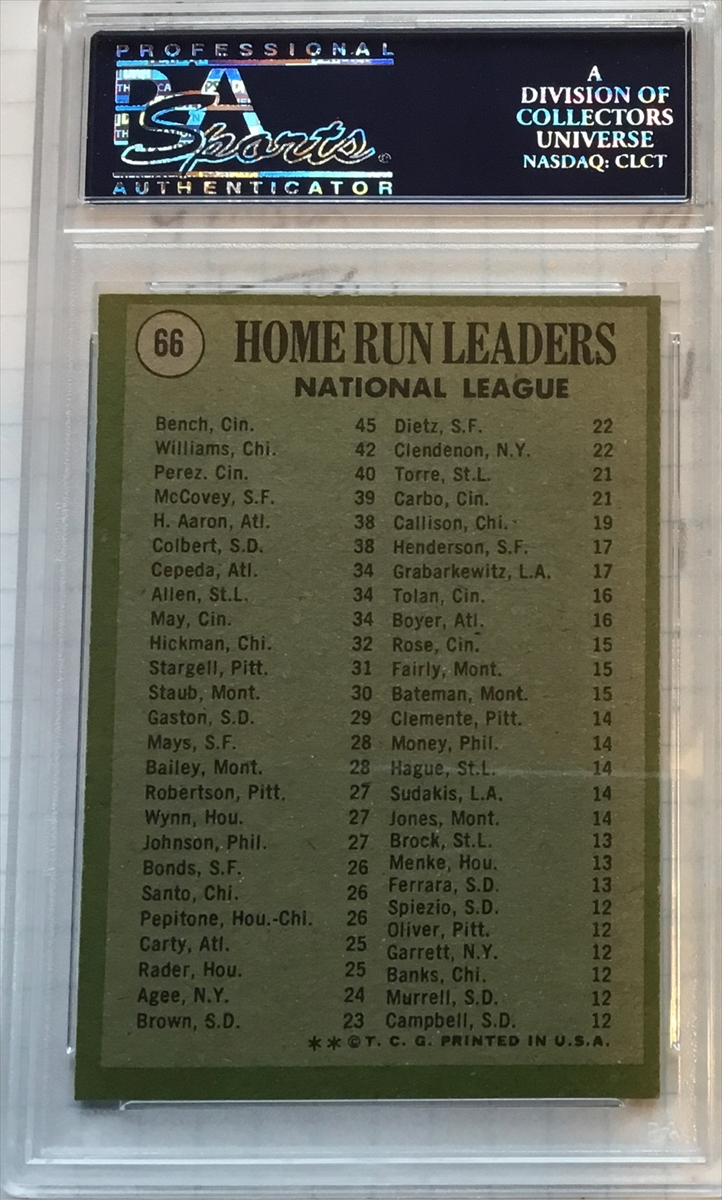 PROFESSIONAL
PSA
Sports®
AUTHENTICATOR
A
DIVISION OF
COLLECTORS
UNIVERSE
NASDAQ: CLCT
66
HOME RUN LEADERS
NATIONAL LEAGUE
Bench, Cin. 45 Dietz, S.F. 22
Williams, Chi. 42 Clendenon, N.Y. 22
Perez. Cin. 40 Torre, St.L. 21
McCovey, S.F. 39 Carbo, Cin. 21
H. Aaron, Atl. 38 Callison, Chi. 19
Colbert, S.D. 38 Henderson, S.F. 17
Cepeda, Atl. 34 Grabarkewitz, L.A. 17
Allen, St.L. 34 Tolan, Cin. 16
May, Cin. 34 Boyer, Atl. 16
Hickman, Chi. 32 Rose, Cin. 15
Stargell, Pitt. 31 Fairly, Mont. 15
Staub, Mont. 30 Bateman, Mont. 15
Gaston, S.D. 29 Clemente, Pitt. 14
Mays, S.F. 28 Money, Phil. 14
Bailey, Mont. 28 Hague, St.L. 14
Robertson, Pitt. 27 Sudakis, L.A. 14
Wynn, Hou. 27 Jones, Mont. 14
Johnson, Phil. 27 Brock, St.L. 13
Bonds, S.F. 26 Menke, Hou. 13
Santo, Chi. 26 Ferrara, S.D. 13
Pepitone, Hou.-Chi. 26 Spiezio, S.D. 12
Carty, Atl. 25 Oliver, Pitt. 12
Rader, Hou. 25 Garrett, N.Y. 12
Agee, N.Y. 24 Banks, Chi. 12
Brown, S.D. 23 Murrell, S.D. 12
Campbell, S.D. 12
**©T. C. G. PRINTED IN U.S.A.